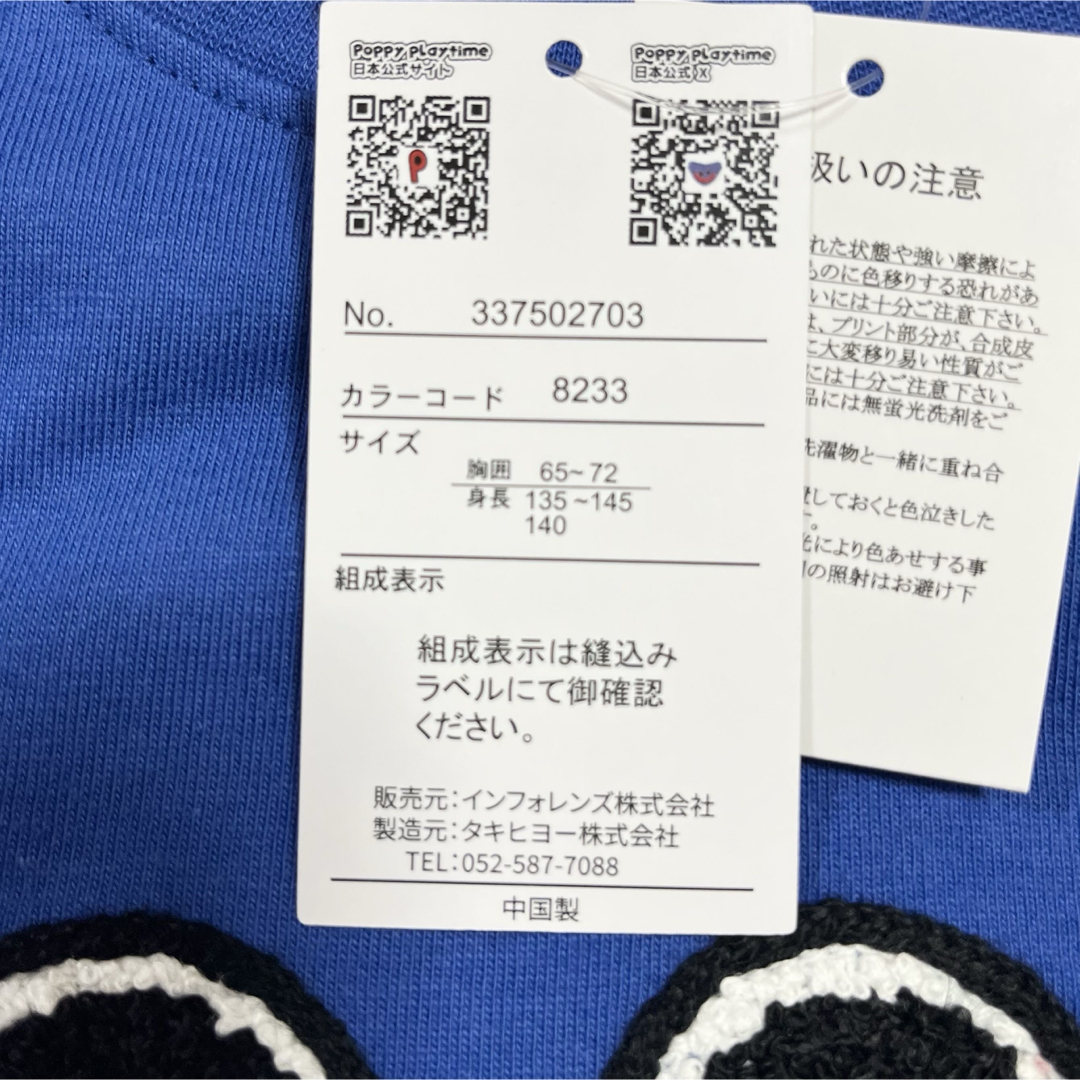 Poppy Playtime
日本公式サイト
Poppy Playtime
日本公式 X
No. 337502703
カラーコード 8233
サイズ
胸囲 65~72
身長 135~145
140
組成表示
組成表示は縫込み
ラベルにて御確認
ください。
販売元：インフォレンズ株式会社
製造元：タキヒヨー株式会社
TEL：052-587-7088
中国製
扱いの注意
れた状態や強い摩擦によ
ものに色移りする恐れがあ
いには十分ご注意下さい。
は、プリント部分が、合成皮
に大変移り易い性質がご
には十分ご注意下さい。
品には無蛍光洗剤をご
洗濯物と一緒に重ね合
しておくと色泣きした
す。
光により色あせする事
の照射はお避け下